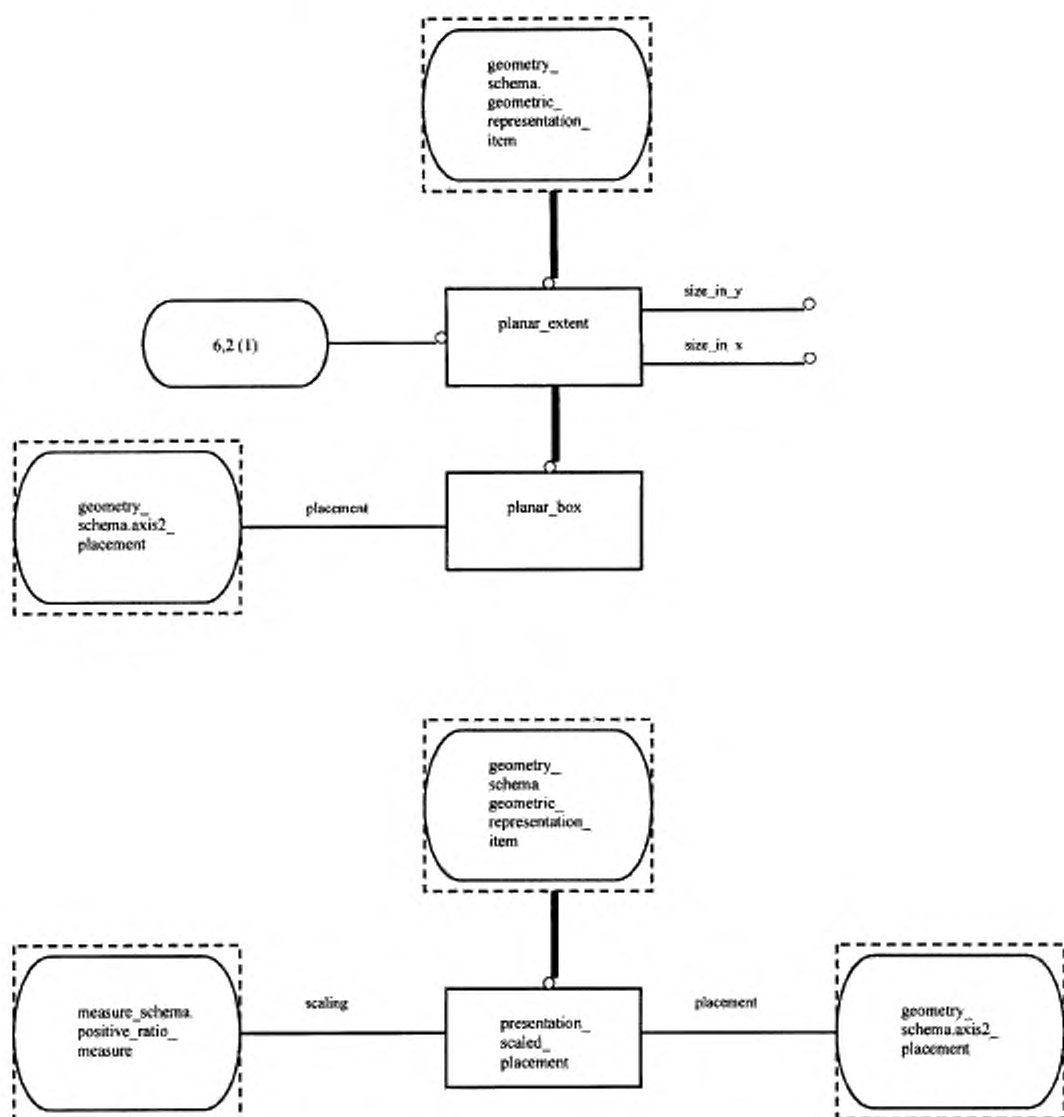 geometry_
schema.
geometric_
representation_
item
size_in_y
planar_extent
6,2 (1)
size_in_x
geometry_
schema.axis2_
placement
placement
planar_box
geometry_
schema
geometric_
representation_
item
measure_schema.
positive_ratio_
measure
scaling
presentation_
scaled_
placement
placement
geometry_
schema.axis2_
placement